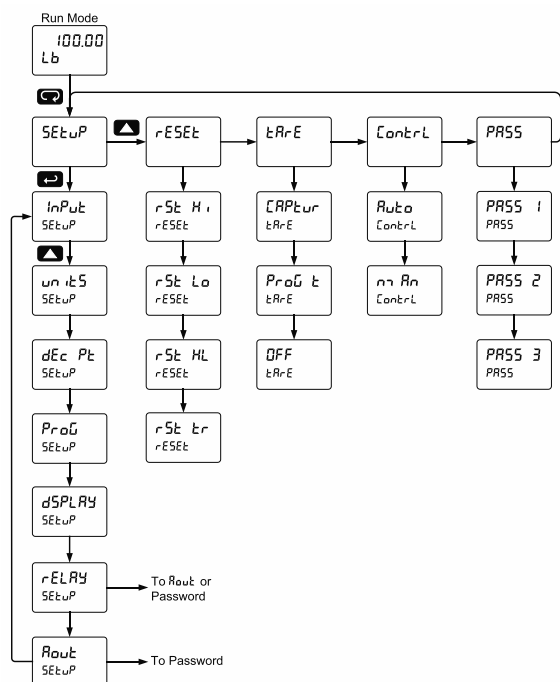 Run Mode
100.00
Lb
SEtuP
rESEt
tArE
ContrL
PASS
InPut
SEtuP
rSt Hi
rESEt
CAPtur
tArE
Auto
ContrL
PASS 1
PASS
unitS
SEtuP
rSt Lo
rESEt
ProG t
tArE
mAn
ContrL
PASS 2
PASS
dEc Pt
SEtuP
rSt HL
rESEt
OFF
tArE
PASS 3
PASS
ProG
SEtuP
rSt tr
rESEt
dSPLAY
SEtuP
rELAY
SEtuP
To Aout or
Password
Aout
SEtuP
To Password